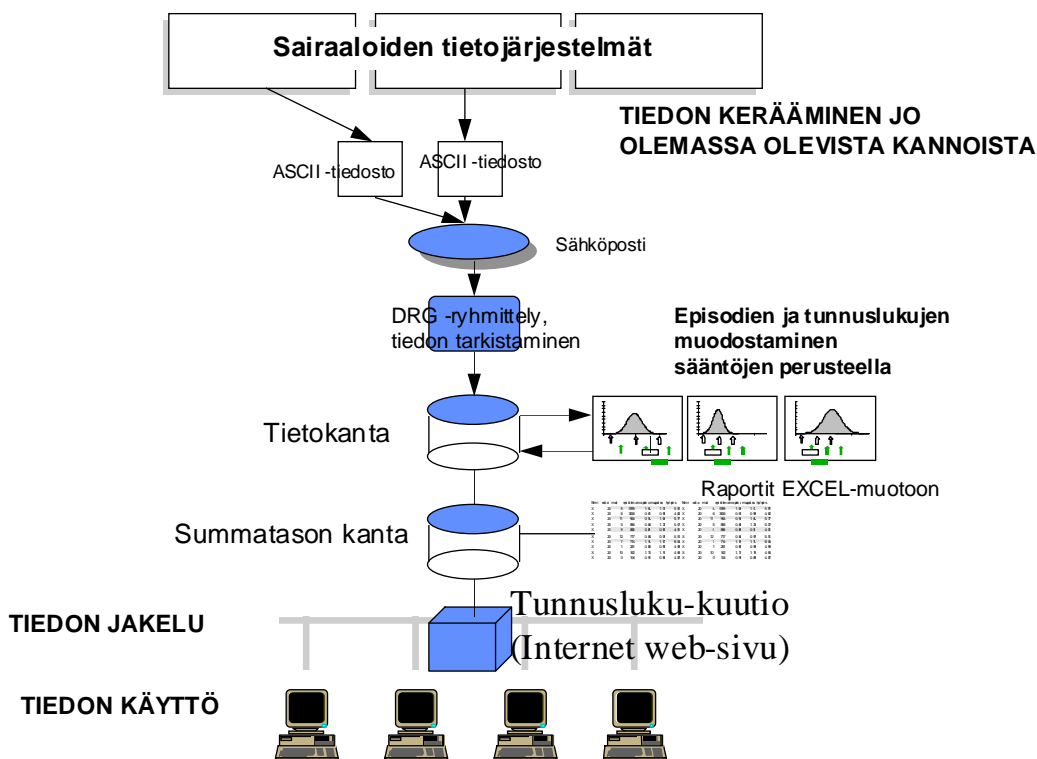 Sairaaloiden tietojärjestelmät
TIEDON KERÄÄMINEN JO
OLEMASSA OLEVISTA KANNOISTA
ASCII -tiedosto
ASCII -tiedosto
Sähköposti
DRG -ryhmittely,
tiedon tarkistaminen
Episodien ja tunnuslukujen
muodostaminen
sääntöjen perusteella
Tietokanta
Raportit EXCEL-muotoon
Summatason kanta
Tunnusluku-kuutio
(Internet web-sivu)
TIEDON JAKELU
TIEDON KÄYTTÖ